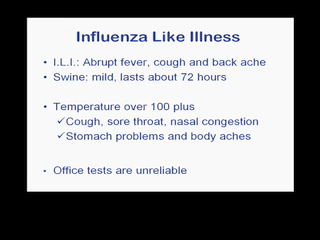 Influenza Like Illness
• I.L.I.: Abrupt fever, cough and back ache
• Swine: mild, lasts about 72 hours
• Temperature over 100 plus
✓Cough, sore throat, nasal congestion
✓Stomach problems and body aches
• Office tests are unreliable